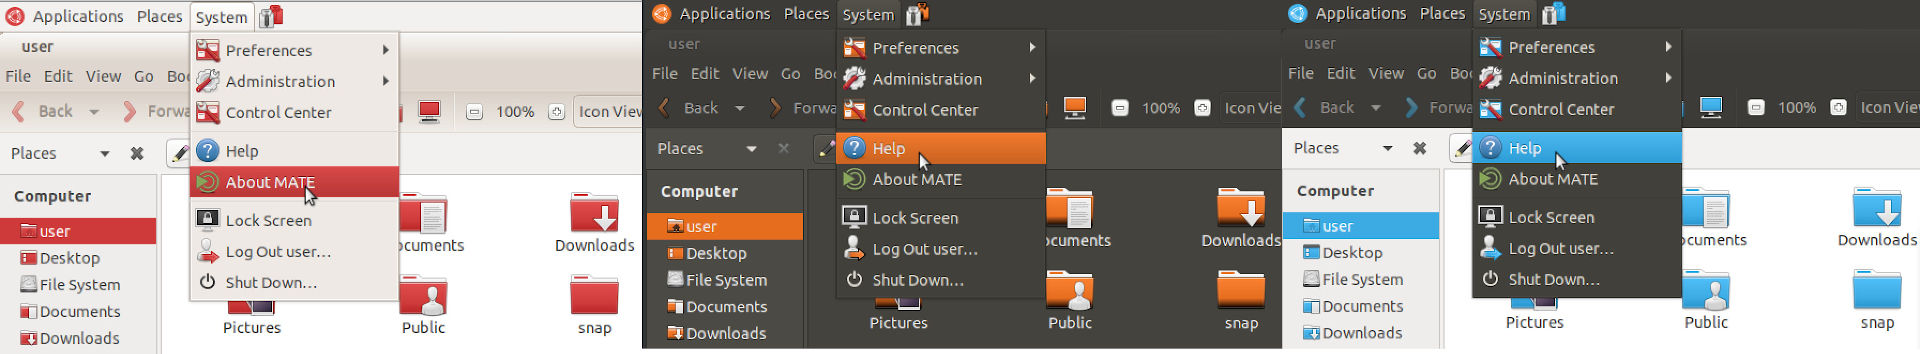 Applications Places System
user
File Edit View Go Boo
Back Forwa 100% Icon View
Places
Computer
user
Desktop
File System
Documents
Downloads
Preferences
Administration
Control Center
Help
About MATE
Lock Screen
Log Out user...
Shut Down...
ocuments
Downloads
Pictures
Public
snap
Applications Places System
user
File Edit View Go Boo
Back Forwa 100% Icon Vie
Places
Computer
user
Desktop
File System
Documents
Downloads
Preferences
Administration
Control Center
Help
About MATE
Lock Screen
Log Out user...
Shut Down...
ocuments
Downloads
Pictures
Public
snap
Applications Places System
user
File Edit View Go Boo
Back Forwa 100% Icon Vie
Places
Computer
user
Desktop
File System
Documents
Downloads
Preferences
Administration
Control Center
Help
About MATE
Lock Screen
Log Out user...
Shut Down...
ocuments
Downloads
Pictures
Public
snap